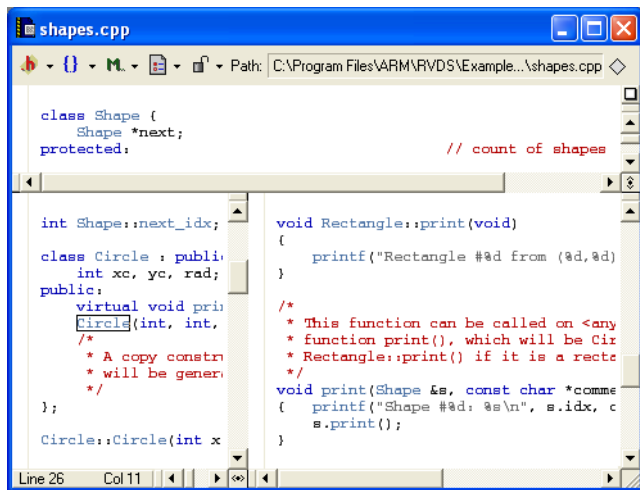 shapes.cpp
h {} M.. Path: C:\Program Files\ARM\RVDS\Example...\shapes.cpp
class Shape {
Shape *next;
protected: // count of shapes
int Shape::next_idx;
class Circle : publi
int xc, yc, rad;
public:
virtual void pri
Circle(int, int,
/*
* A copy constr
* will be gener
*/
};
Circle::Circle(int x
void Rectangle::print(void)
{
printf("Rectangle #%d from (%d,%d)
}
/*
* This function can be called on <any
* function print(), which will be Cir
* Rectangle::print() if it is a recta
*/
void print(Shape &s, const char *comme
{ printf("Shape #%d: %s\n", s.idx, c
s.print();
}
Line 26 Col 11